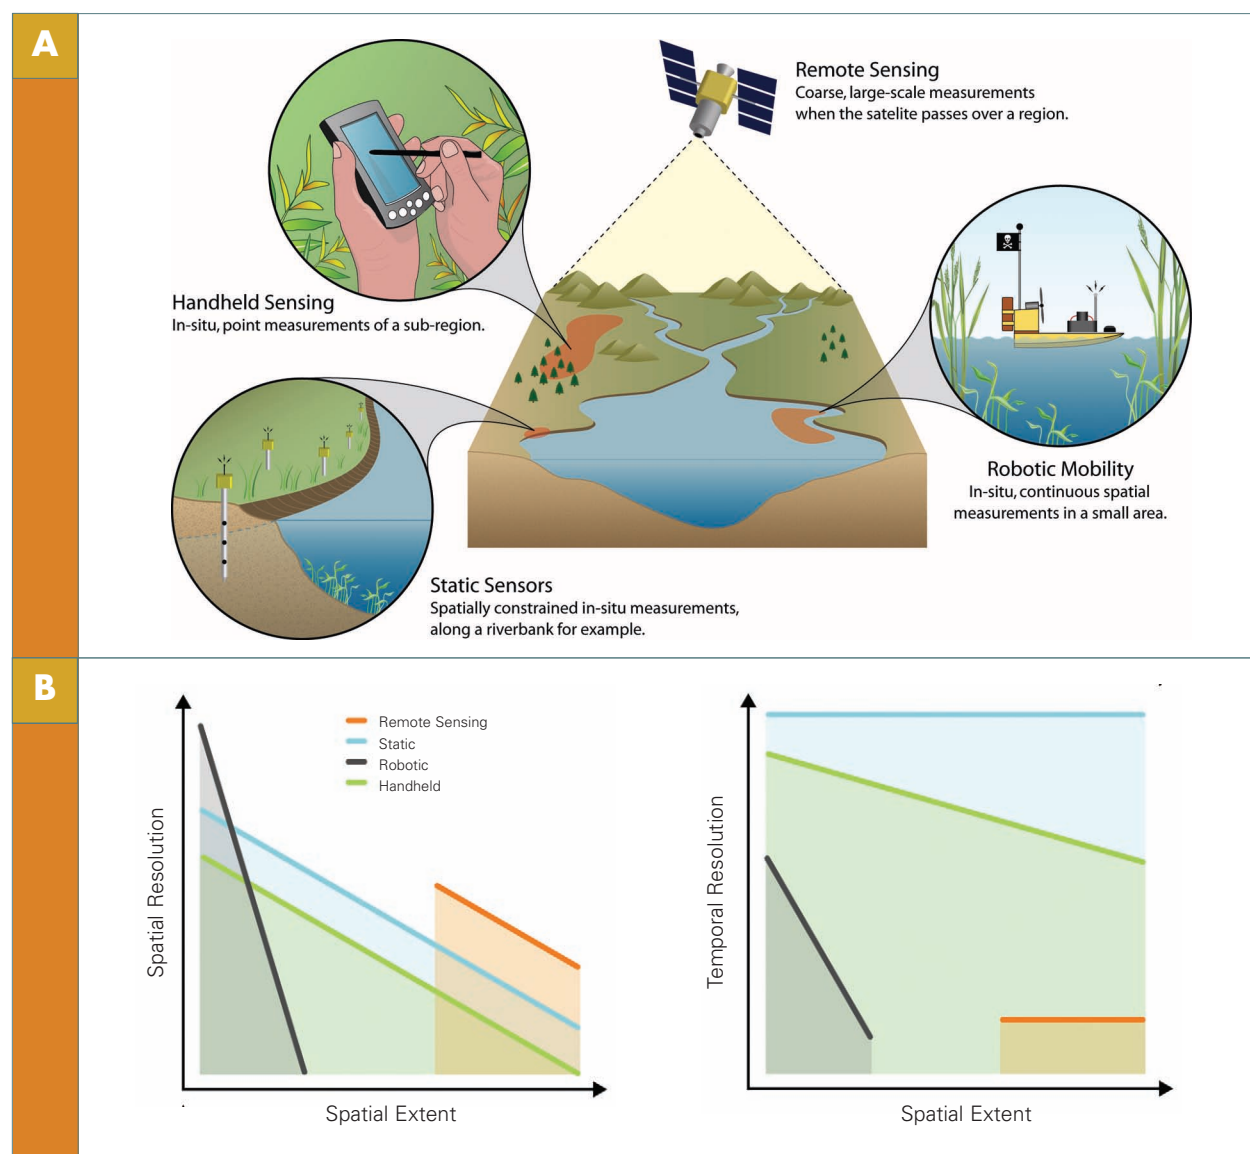 A
Remote Sensing
Coarse, large-scale measurements
when the satelite passes over a region.
Handheld Sensing
In-situ, point measurements of a sub-region.
Robotic Mobility
In-situ, continuous spatial
measurements in a small area.
Static Sensors
Spatially constrained in-situ measurements,
along a riverbank for example.
B
Spatial Resolution
Remote Sensing
Static
Robotic
Handheld
Spatial Extent
Temporal Resolution
Spatial Extent